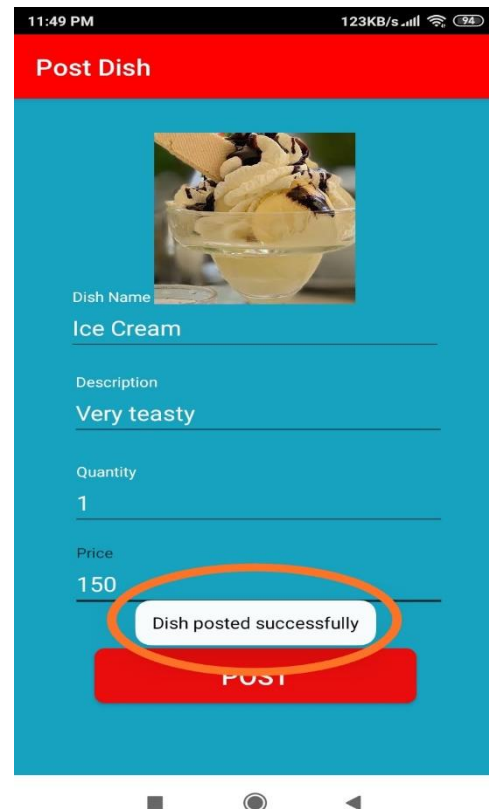 11:49 PM 123KB/s 94
Post Dish
Dish Name
Ice Cream
Description
Very teasty
Quantity
1
Price
150
Dish posted successfully
POST